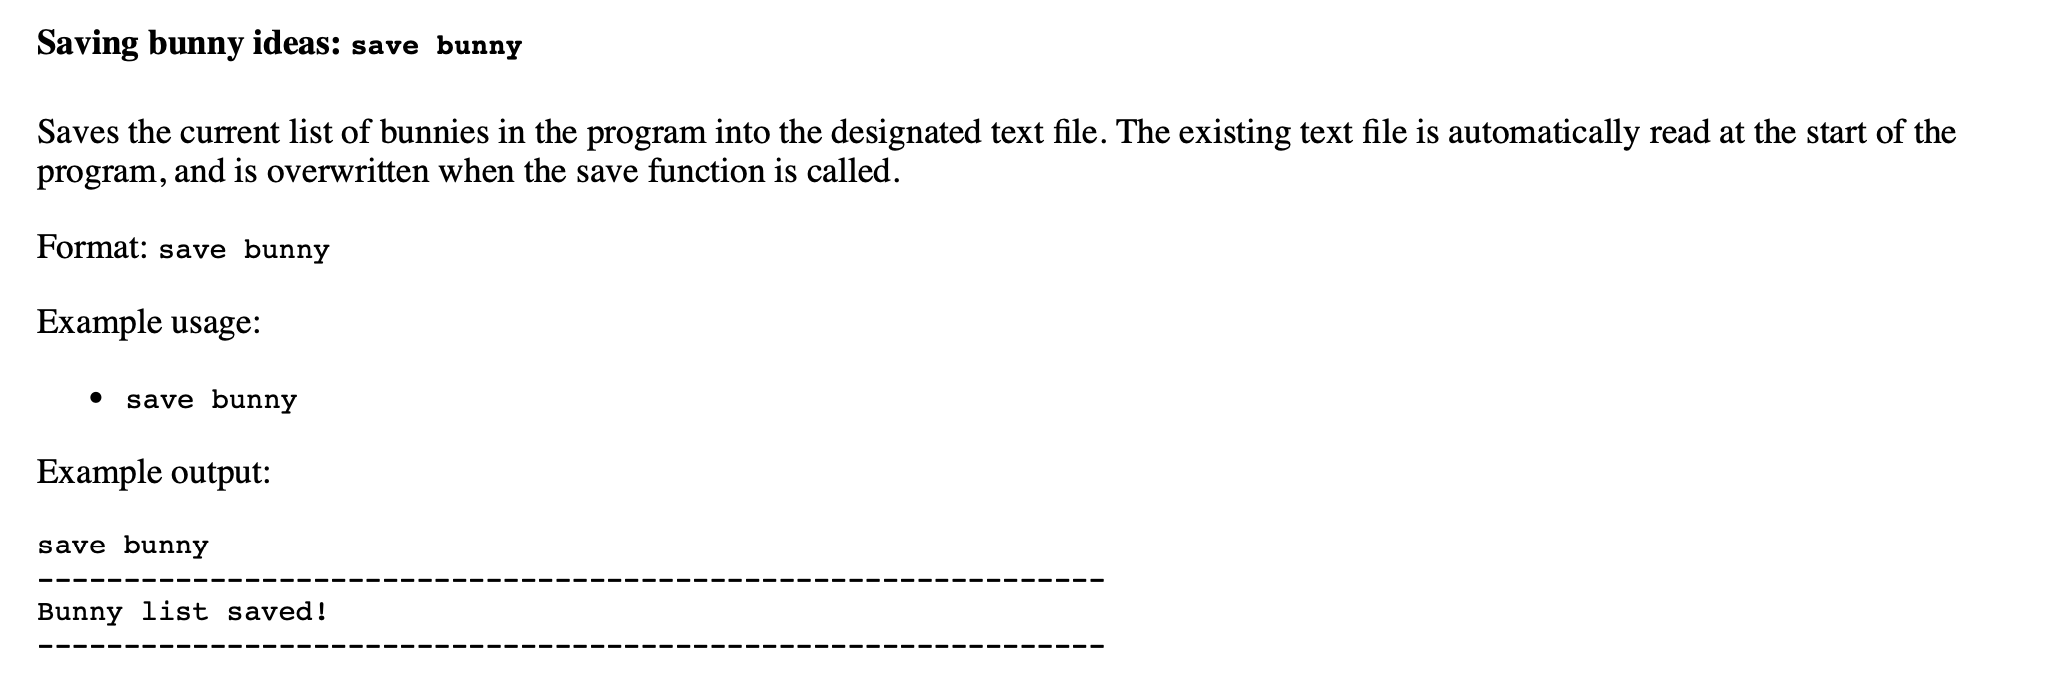 Saving bunny ideas: save bunny
Saves the current list of bunnies in the program into the designated text file. The existing text file is automatically read at the start of the
program, and is overwritten when the save function is called.
Format: save bunny
Example usage:
• save bunny
Example output:
save bunny
--------------------------------------------------------------
Bunny list saved!
--------------------------------------------------------------